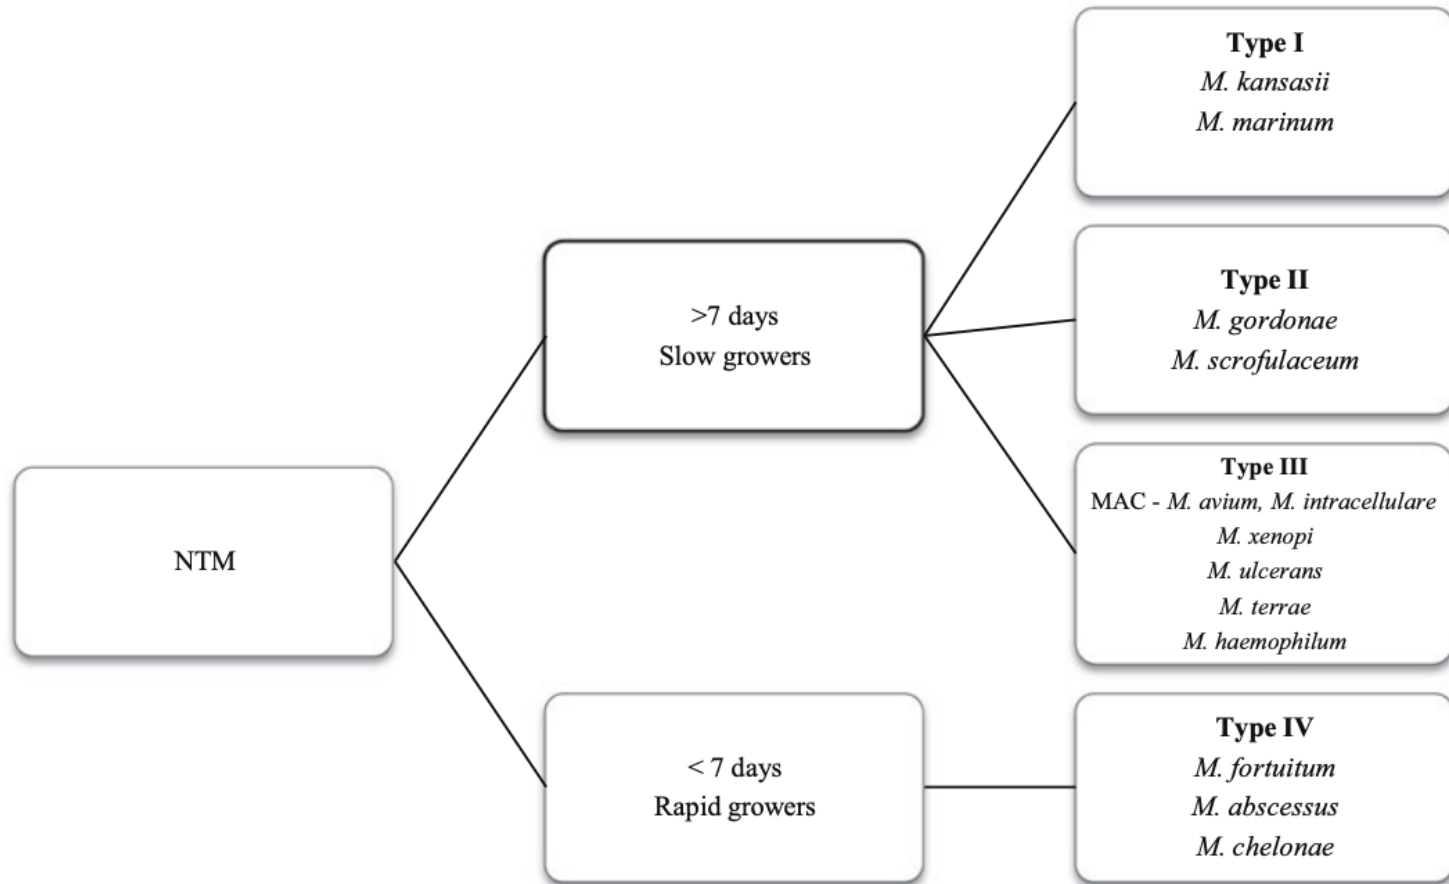 NTM
>7 days
Slow growers
< 7 days
Rapid growers
Type I
M. kansasii
M. marinum
Type II
M. gordonae
M. scrofulaceum
Type III
MAC - M. avium, M. intracellulare
M. xenopi
M. ulcerans
M. terrae
M. haemophilum
Type IV
M. fortuitum
M. abscessus
M. chelonae